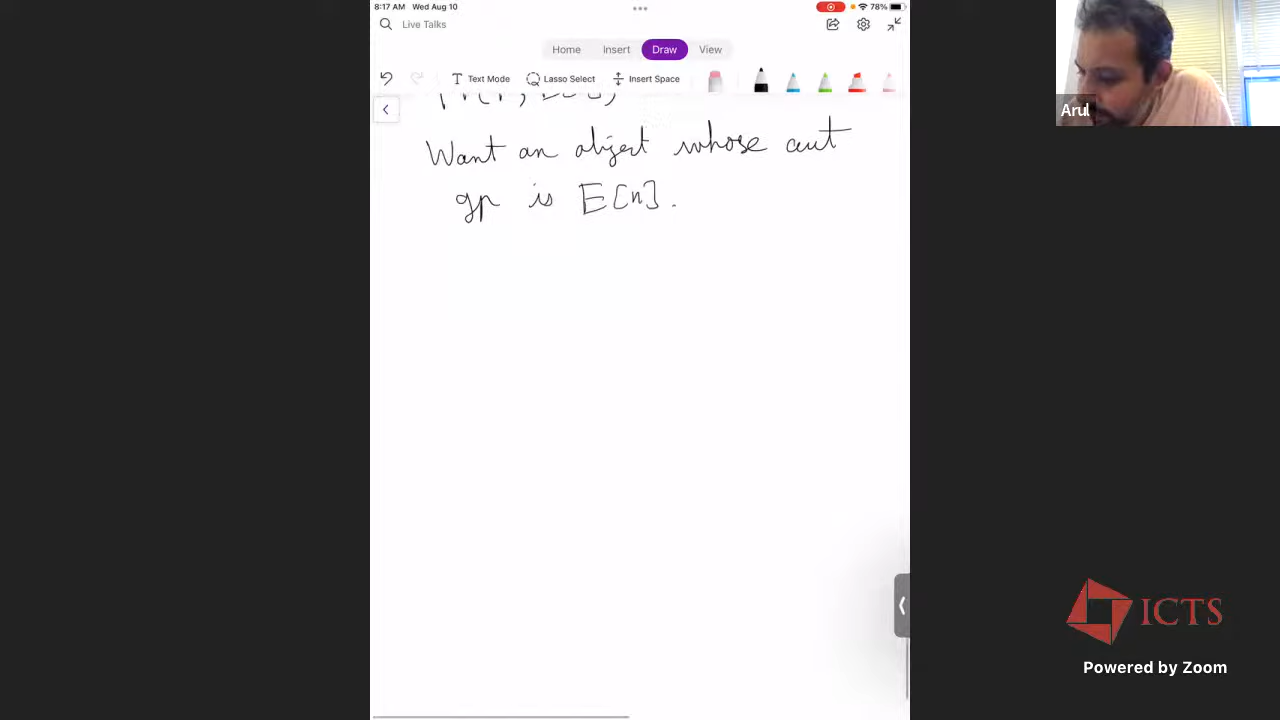 8:17 AM Wed Aug 10
78%
Live Talks
Home Insert Draw View
Text Mode Lasso Select Insert Space
Want an object whose aut
gp is E[n].
Arul
ICTS
Powered by Zoom